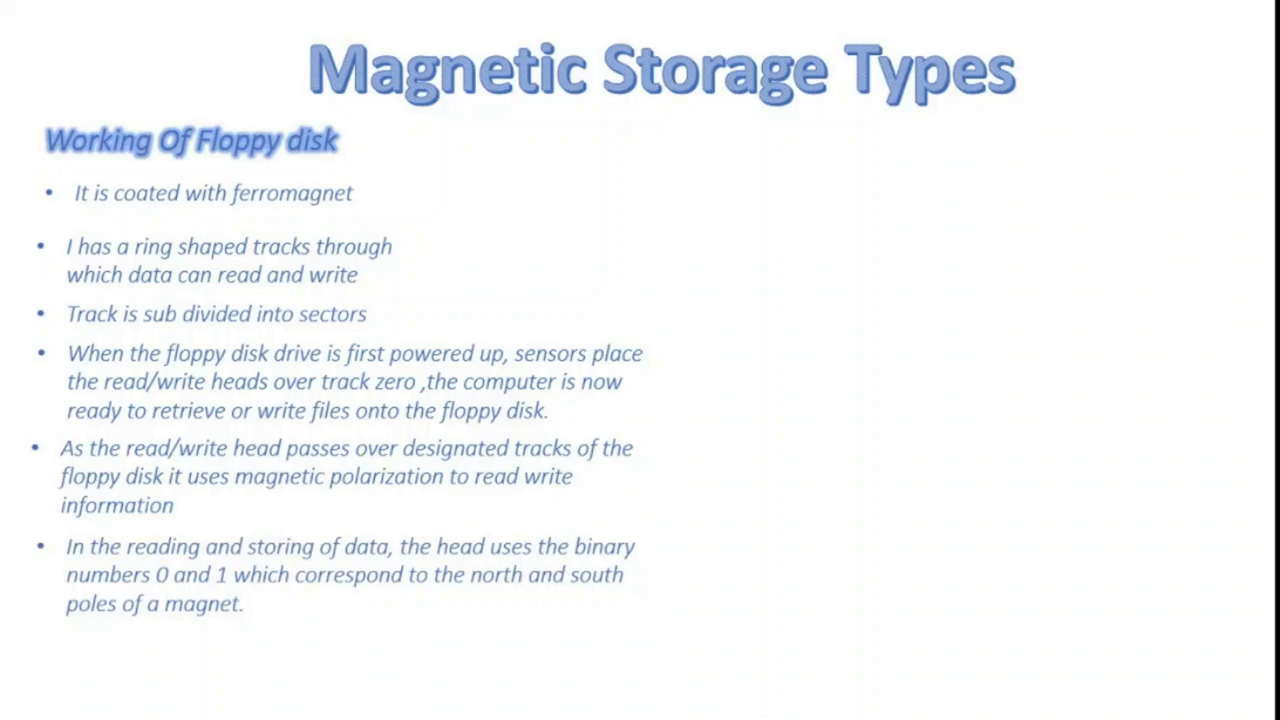 Magnetic Storage Types
Working Of Floppy disk
• It is coated with ferromagnet
• I has a ring shaped tracks through
which data can read and write
• Track is sub divided into sectors
• When the floppy disk drive is first powered up, sensors place
the read/write heads over track zero ,the computer is now
ready to retrieve or write files onto the floppy disk.
• As the read/write head passes over designated tracks of the
floppy disk it uses magnetic polarization to read write
information
• In the reading and storing of data, the head uses the binary
numbers 0 and 1 which correspond to the north and south
poles of a magnet.